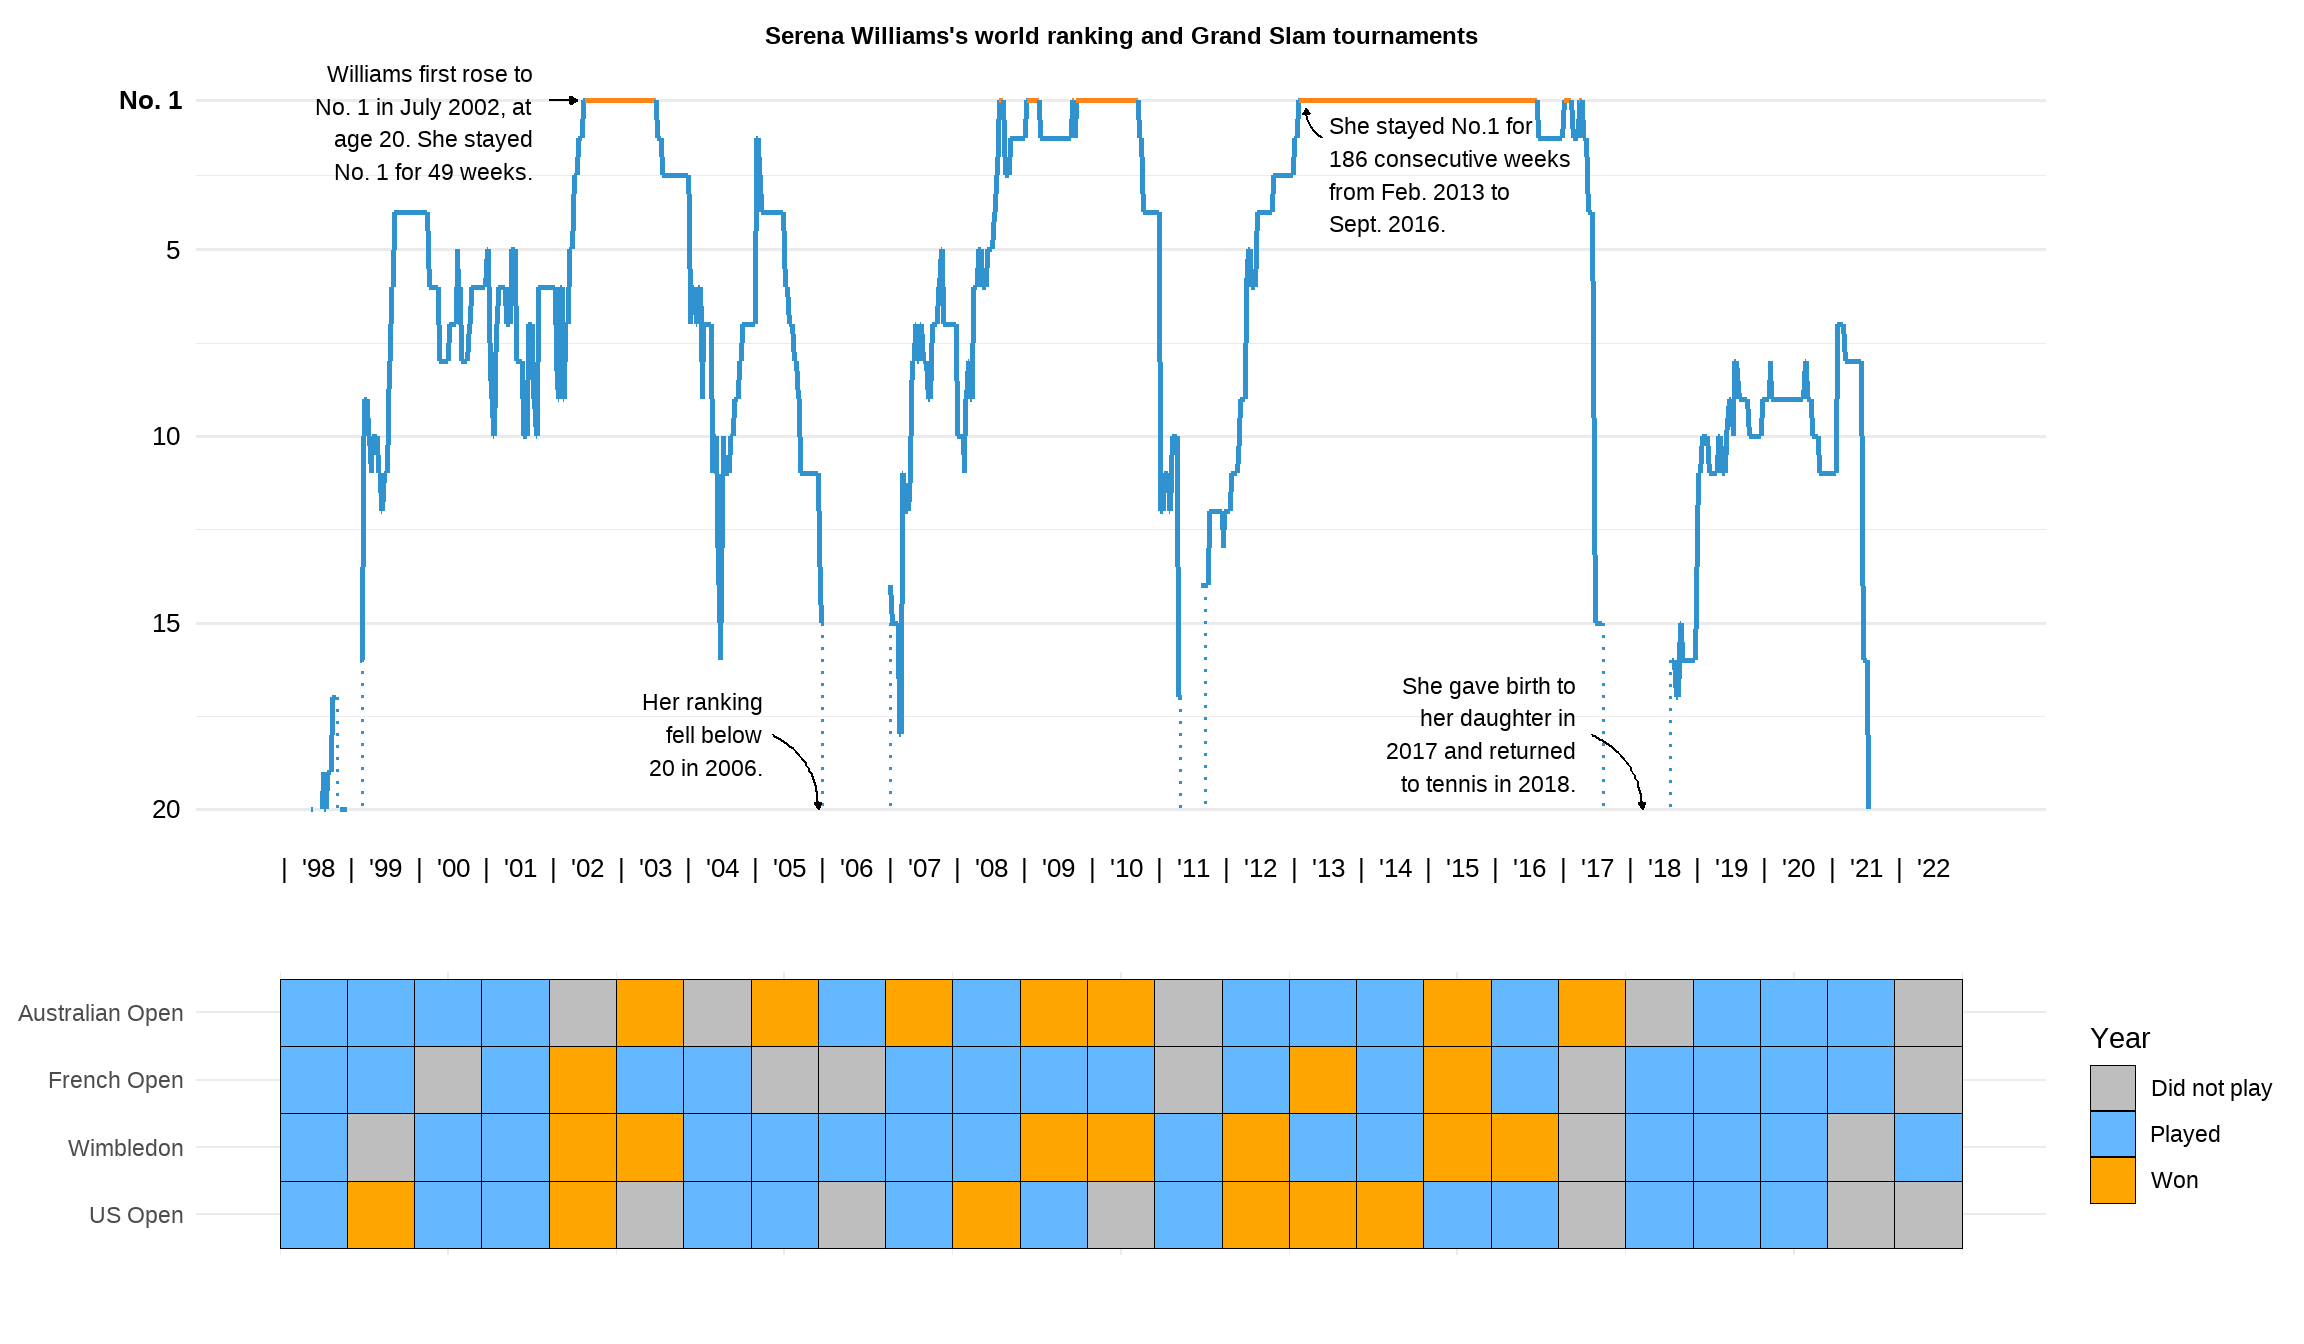 Serena Williams's world ranking and Grand Slam tournaments
Williams first rose to
No. 1 in July 2002, at
age 20. She stayed
No. 1 for 49 weeks.
No. 1
5
10
15
20
She stayed No.1 for
186 consecutive weeks
from Feb. 2013 to
Sept. 2016.
Her ranking
fell below
20 in 2006.
She gave birth to
her daughter in
2017 and returned
to tennis in 2018.
| '98 | '99 | '00 | '01 | '02 | '03 | '04 | '05 | '06 | '07 | '08 | '09 | '10 | '11 | '12 | '13 | '14 | '15 | '16 | '17 | '18 | '19 | '20 | '21 | '22
Australian Open
French Open
Wimbledon
US Open
Year
Did not play
Played
Won